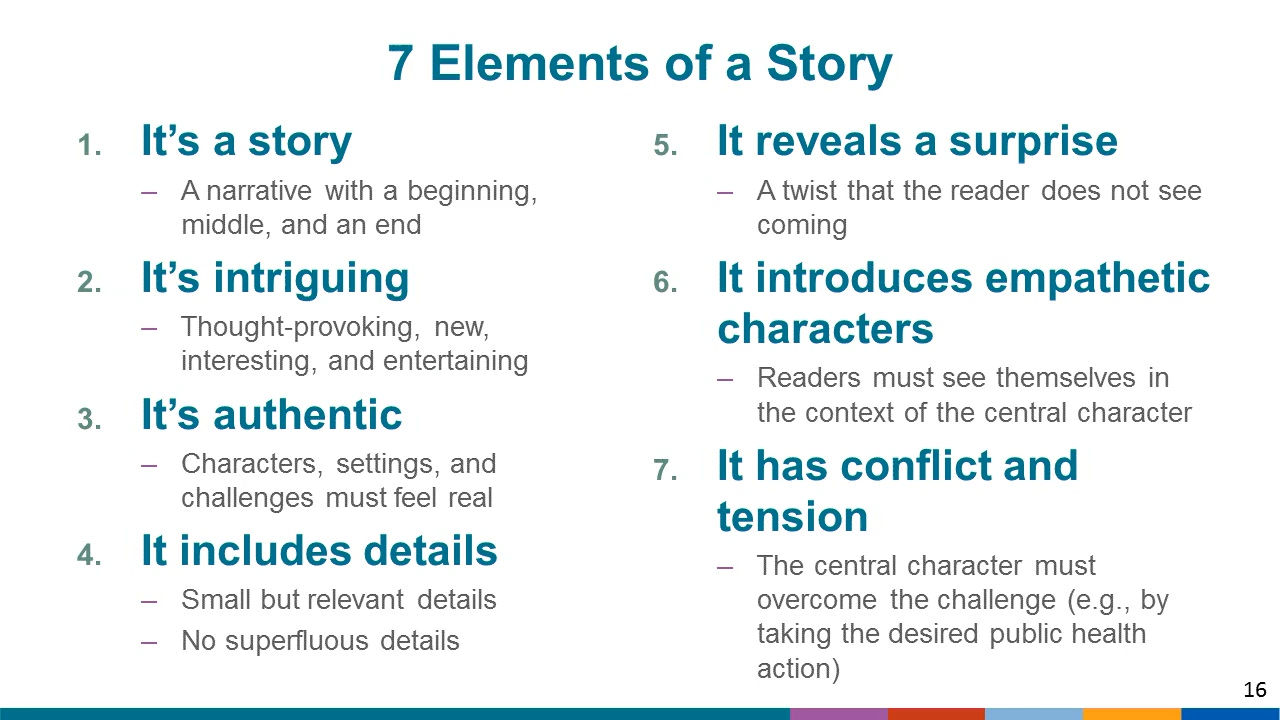 7 Elements of a Story
1. It's a story
– A narrative with a beginning,
middle, and an end
2. It's intriguing
– Thought-provoking, new,
interesting, and entertaining
3. It's authentic
– Characters, settings, and
challenges must feel real
4. It includes details
– Small but relevant details
– No superfluous details
5. It reveals a surprise
– A twist that the reader does not see
coming
6. It introduces empathetic
characters
– Readers must see themselves in
the context of the central character
7. It has conflict and
tension
– The central character must
overcome the challenge (e.g., by
taking the desired public health
action)
16